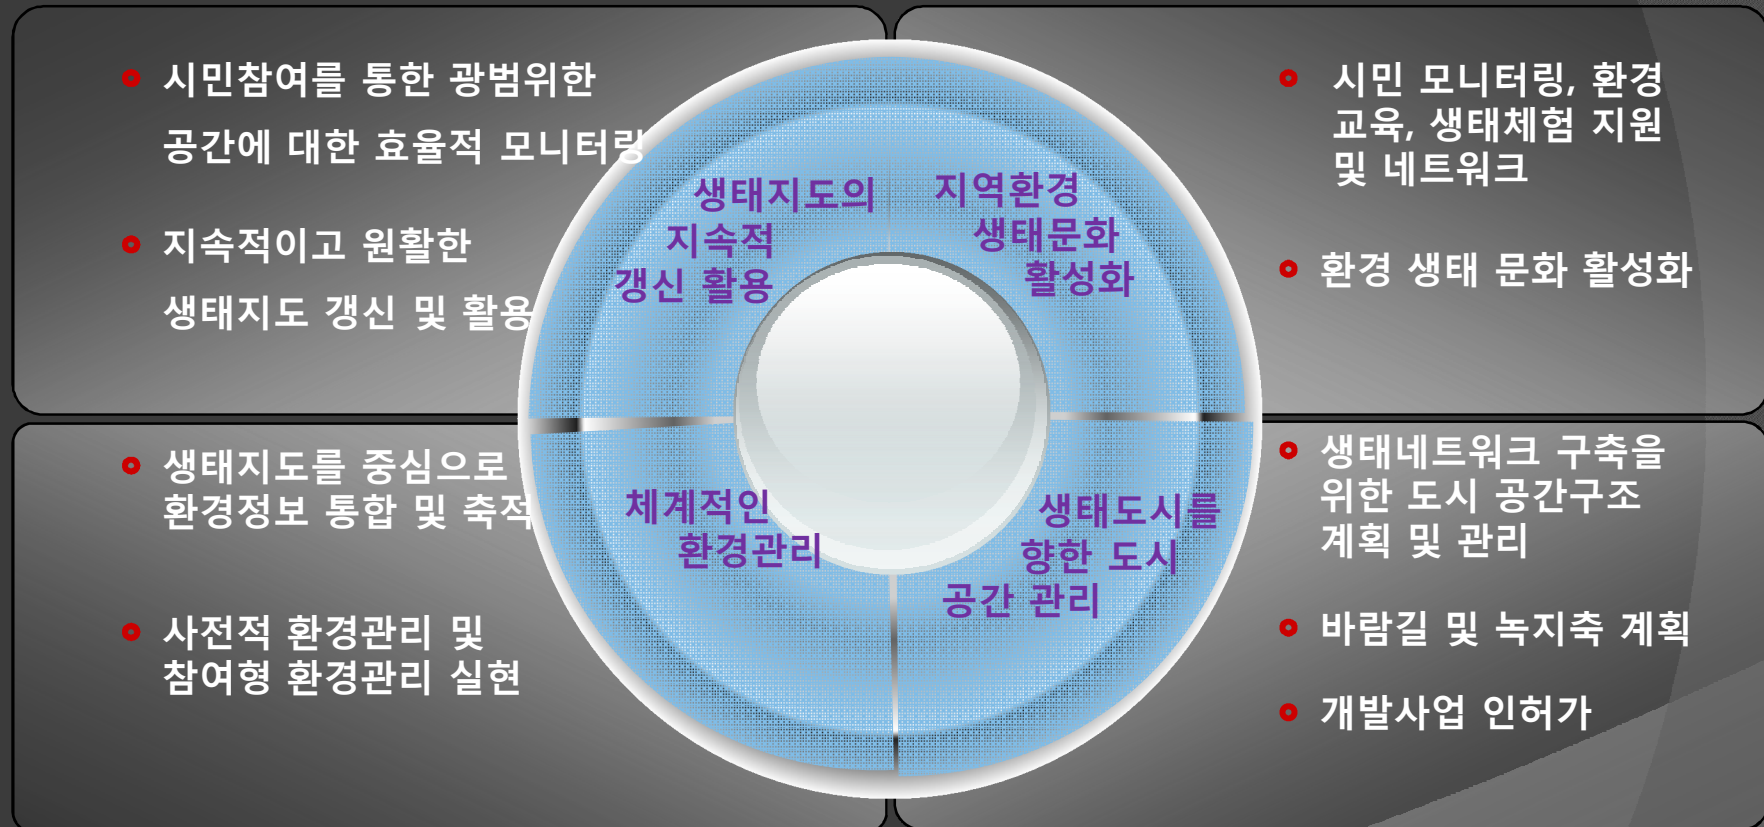 시민참여를 통한 광범위한
공간에 대한 효율적 모니터링
지속적이고 원활한
생태지도 갱신 및 활용
생태지도의
지속적
갱신 활용
지역환경
생태문화
활성화
시민 모니터링, 환경
교육, 생태체험 지원
및 네트워크
환경 생태 문화 활성화
생태지도를 중심으로
환경정보 통합 및 축적
사전적 환경관리 및
참여형 환경관리 실현
체계적인
환경관리
생태도시를
향한 도시
공간 관리
생태네트워크 구축을
위한 도시 공간구조
계획 및 관리
바람길 및 녹지축 계획
개발사업 인허가